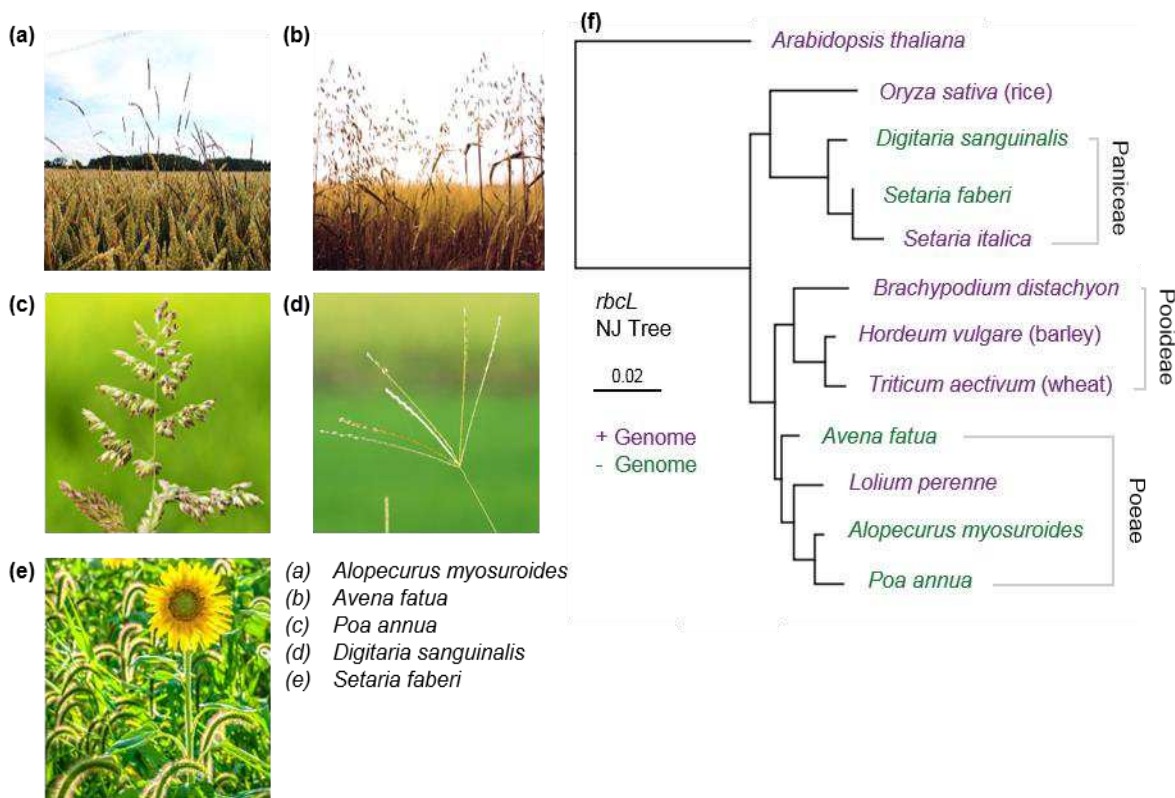 (a)
(b)
(c)
(d)
(e)
(a) Alopecurus myosuroides
(b) Avena fatua
(c) Poa annua
(d) Digitaria sanguinalis
(e) Setaria faberi
(f)
Arabidopsis thaliana
Oryza sativa (rice)
Digitaria sanguinalis
Setaria faberi
Setaria italica
Paniceae
Brachypodium distachyon
Hordeum vulgare (barley)
Triticum aectivum (wheat)
Pooideae
Avena fatua
Lolium perenne
Alopecurus myosuroides
Poa annua
Poeae
rbcL
NJ Tree
0.02
+ Genome
- Genome